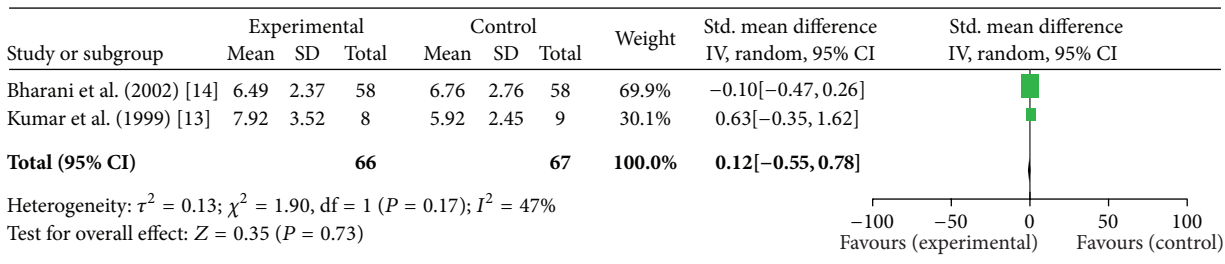 Experimental Control Std. mean difference Std. mean difference
Study or subgroup Mean SD Total Mean SD Total Weight IV, random, 95% CI IV, random, 95% CI
Bharani et al. (2002) [14] 6.49 2.37 58 6.76 2.76 58 69.9% −0.10[−0.47, 0.26]
Kumar et al. (1999) [13] 7.92 3.52 8 5.92 2.45 9 30.1% 0.63[−0.35, 1.62]
Total (95% CI) 66 67 100.0% 0.12[−0.55, 0.78]
Heterogeneity: τ² = 0.13; χ² = 1.90, df = 1 (P = 0.17); I² = 47%
Test for overall effect: Z = 0.35 (P = 0.73)
−100 −50 0 50 100
Favours (experimental) Favours (control)